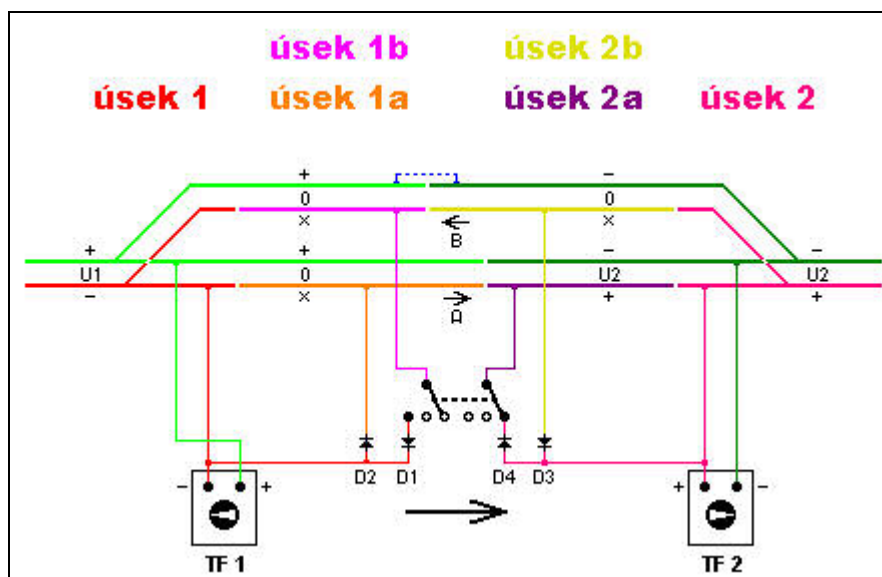 úsek 1b úsek 2b
úsek 1 úsek 1a úsek 2a úsek 2
+ −
0 0
x B x
+ + − −
U1 0 U2 U2
− x A + +
D2 D1 D4 D3
− + + −
TF 1 TF 2